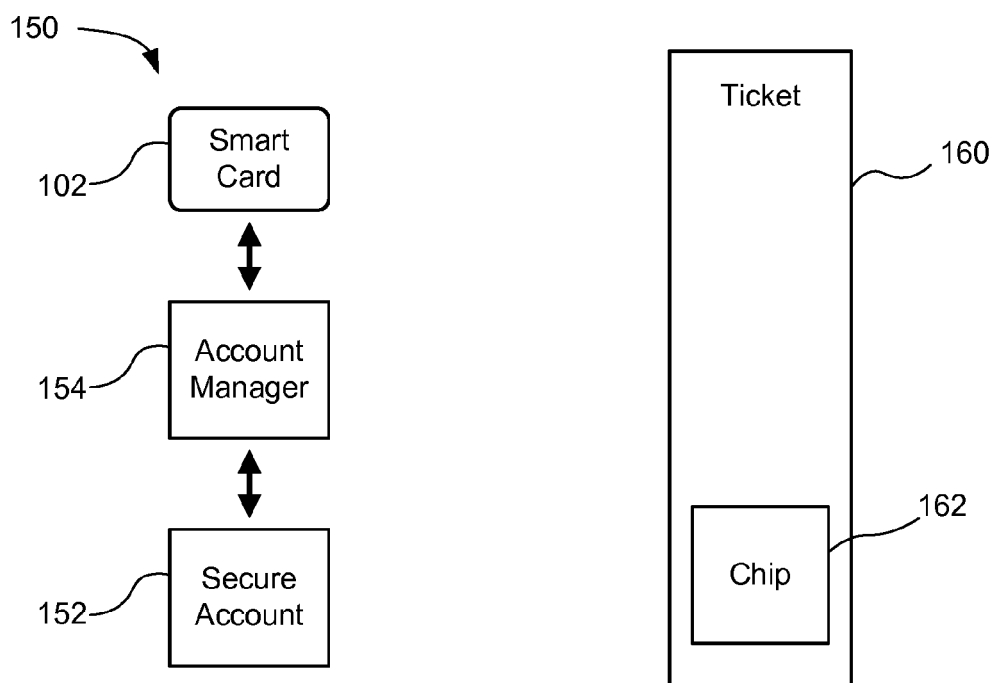 150
Smart
Card
102
Account
Manager
154
Secure
Account
152
Ticket
160
162
Chip